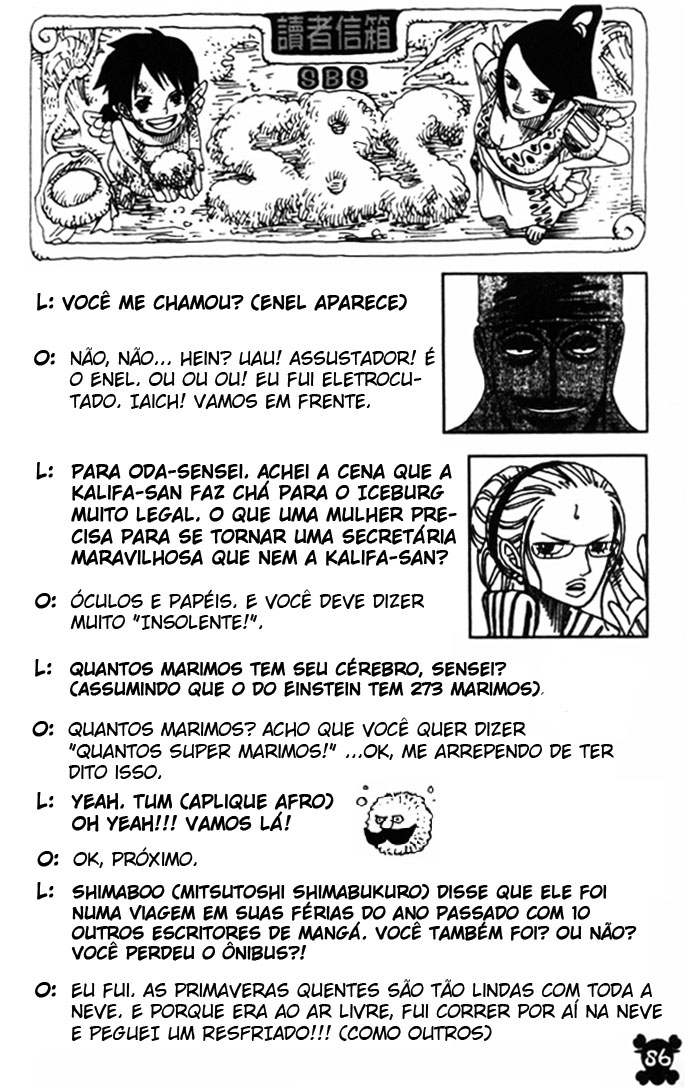 讀者信箱
SBS
SBS
L: VOCÊ ME CHAMOU? (ENEL APARECE)
O: NÃO, NÃO... HEIN? UAU! ASSUSTADOR! É
O ENEL. OU OU OU! EU FUI ELETROCU-
TADO. IAICH! VAMOS EM FRENTE.
L: PARA ODA-SENSEI. ACHEI A CENA QUE A
KALIFA-SAN FAZ CHÁ PARA O ICEBURG
MUITO LEGAL. O QUE UMA MULHER PRE-
CISA PARA SE TORNAR UMA SECRETÁRIA
MARAVILHOSA QUE NEM A KALIFA-SAN?
O: ÓCULOS E PAPÉIS. E VOCÊ DEVE DIZER
MUITO "INSOLENTE!".
L: QUANTOS MARIMOS TEM SEU CÉREBRO, SENSEI?
(ASSUMINDO QUE O DO EINSTEIN TEM 273 MARIMOS).
O: QUANTOS MARIMOS? ACHO QUE VOCÊ QUER DIZER
"QUANTOS SUPER MARIMOS!" ...OK, ME ARREPENDO DE TER
DITO ISSO.
L: YEAH. TUM (APLIQUE AFRO)
OH YEAH!!! VAMOS LÁ!
O: OK, PRÓXIMO.
L: SHIMABOO (MITSUTOSHI SHIMABUKURO) DISSE QUE ELE FOI
NUMA VIAGEM EM SUAS FÉRIAS DO ANO PASSADO COM 10
OUTROS ESCRITORES DE MANGÁ. VOCÊ TAMBÉM FOI? OU NÃO?
VOCÊ PERDEU O ÔNIBUS?!
O: EU FUI. AS PRIMAVERAS QUENTES SÃO TÃO LINDAS COM TODA A
NEVE. E PORQUE ERA AO AR LIVRE, FUI CORRER POR AÍ NA NEVE
E PEGUEI UM RESFRIADO!!! (COMO OUTROS)
86